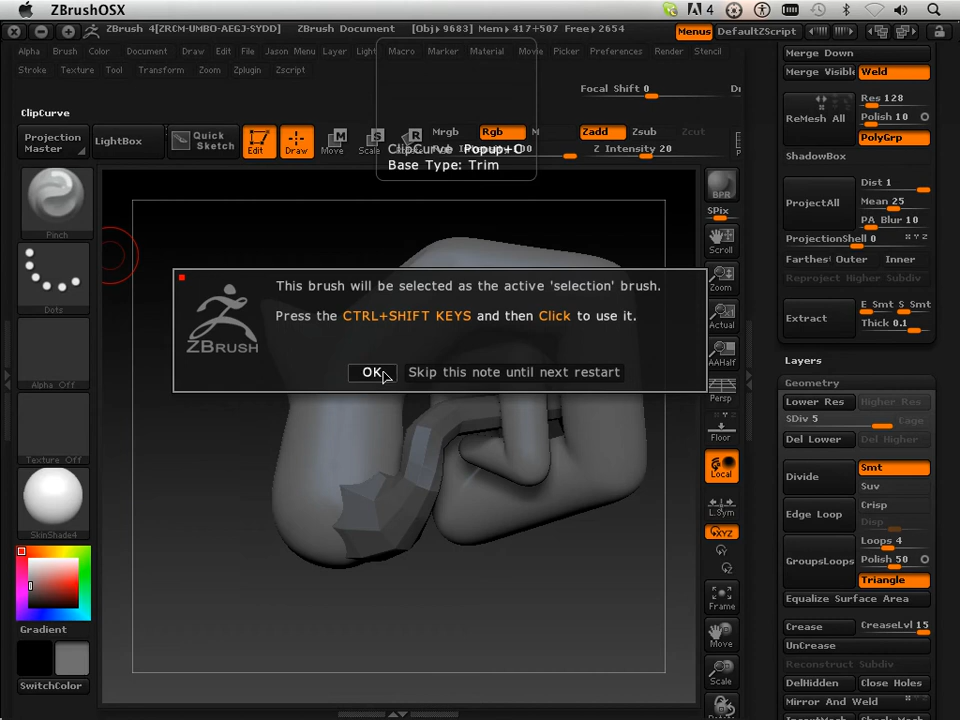 ZBrushOSX
4
ZBrush 4[ZRCM-UMBO-AEGJ-SYDD] ZBrush Document [Obj• 9683] Mem• 417+507 Free• 2654 Menus DefaultZScript
Alpha Brush Color Document Draw Edit File Jason Menu Layer Light Macro Marker Material Movie Picker Preferences Render Stencil
Stroke Texture Tool Transform Zoom Zplugin Zscript
Focal Shift 0
ClipCurve
Projection Master
LightBox
Quick Sketch
Edit Draw Move Scale
Mrgb Rgb M
Zadd Zsub Zcut
Z Intensity 20
ClipCurve Popup+C
Base Type: Trim
Pinch
Dots
Alpha Off
Texture Off
SkinShade4
Gradient
SwitchColor
This brush will be selected as the active 'selection' brush.
Press the CTRL+SHIFT KEYS and then Click to use it.
ZBRUSH
OK Skip this note until next restart
BPR
SPix
Scroll
Zoom
Actual
AAHalf
Persp
Floor
Local
L.Sym
XYZ
Frame
Move
Scale
Merge Down
Merge Visible Weld
ReMesh All
Res 128
Polish 10
PolyGrp
ShadowBox
ProjectAll
Dist 1
Mean 25
PA Blur 10
ProjectionShell 0
Farthest Outer Inner
Reproject Higher Subdiv
Extract
E Smt S Smt
Thick 0.1
Layers
Geometry
Lower Res Higher Res
SDiv 5 Cage
Del Lower Del Higher
Divide
Smt
Suv
Edge Loop
Crisp
Disp
GroupsLoops
Loops 4
Polish 50
Triangle
Equalize Surface Area
Crease CreaseLvl 15
UnCrease
Reconstruct Subdiv
DelHidden Close Holes
Mirror And Weld